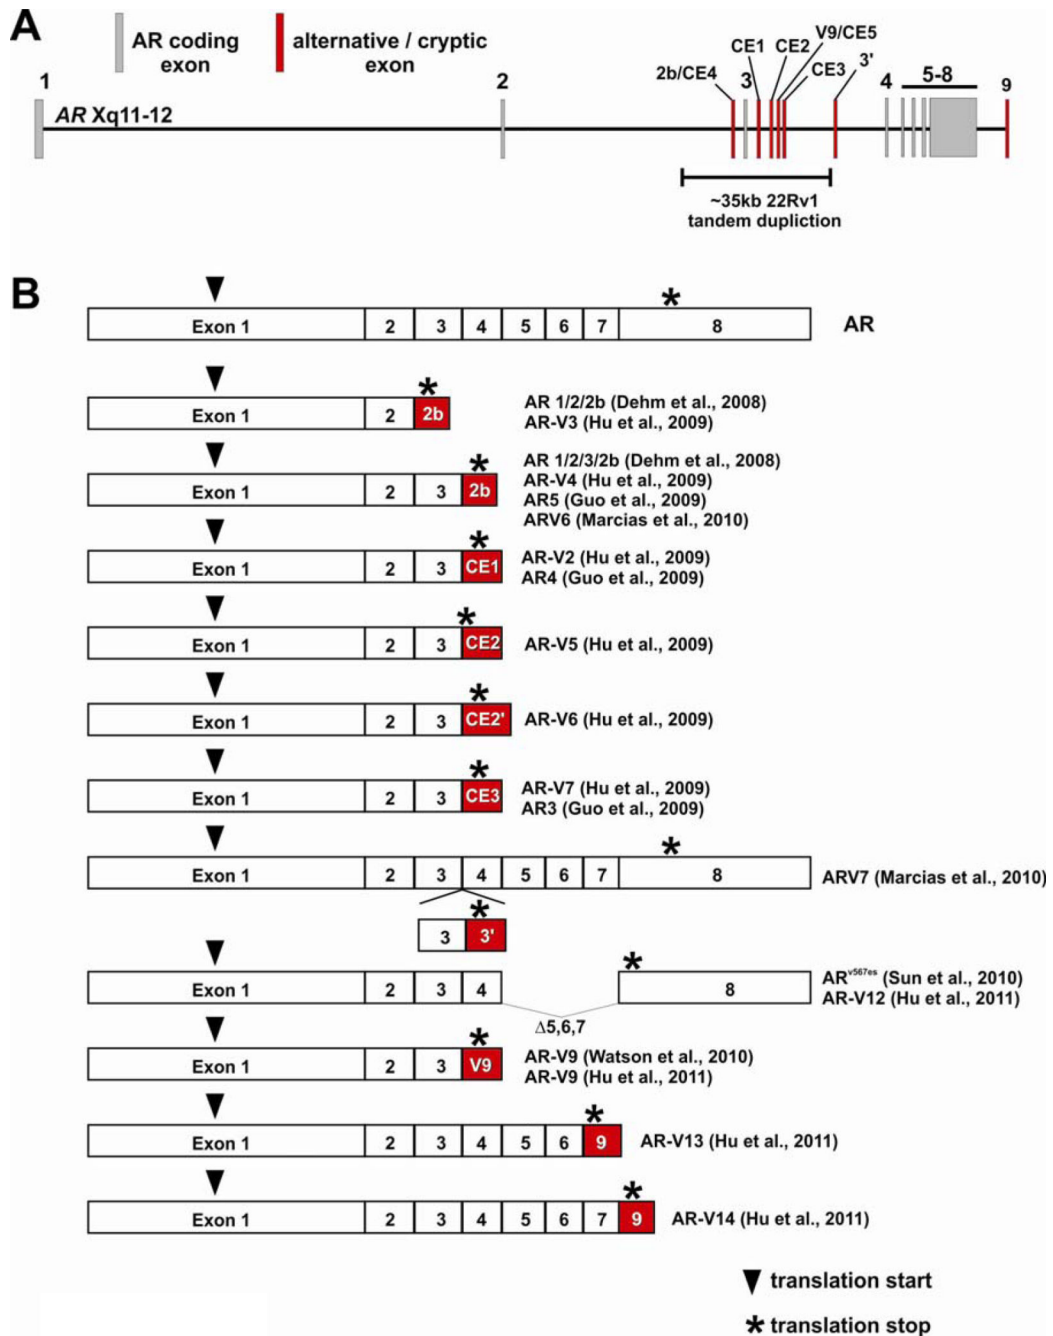 A
AR coding
exon
alternative / cryptic
exon
1
2
2b/CE4
3
CE1
CE2
V9/CE5
CE3
3'
4
5-8
9
AR Xq11-12
~35kb 22Rv1
tandem dupliction
B
Exon 1 2 3 4 5 6 7 8 AR
Exon 1 2 2b
AR 1/2/2b (Dehm et al., 2008)
AR-V3 (Hu et al., 2009)
Exon 1 2 3 2b
AR 1/2/3/2b (Dehm et al., 2008)
AR-V4 (Hu et al., 2009)
AR5 (Guo et al., 2009)
ARV6 (Marcias et al., 2010)
Exon 1 2 3 CE1
AR-V2 (Hu et al., 2009)
AR4 (Guo et al., 2009)
Exon 1 2 3 CE2 AR-V5 (Hu et al., 2009)
Exon 1 2 3 CE2' AR-V6 (Hu et al., 2009)
Exon 1 2 3 CE3
AR-V7 (Hu et al., 2009)
AR3 (Guo et al., 2009)
Exon 1 2 3 4 5 6 7 8 ARV7 (Marcias et al., 2010)
3 3'
Exon 1 2 3 4 8
ARv567es (Sun et al., 2010)
AR-V12 (Hu et al., 2011)
Δ5,6,7
Exon 1 2 3 V9
AR-V9 (Watson et al., 2010)
AR-V9 (Hu et al., 2011)
Exon 1 2 3 4 5 6 9 AR-V13 (Hu et al., 2011)
Exon 1 2 3 4 5 6 7 9 AR-V14 (Hu et al., 2011)
translation start
* translation stop